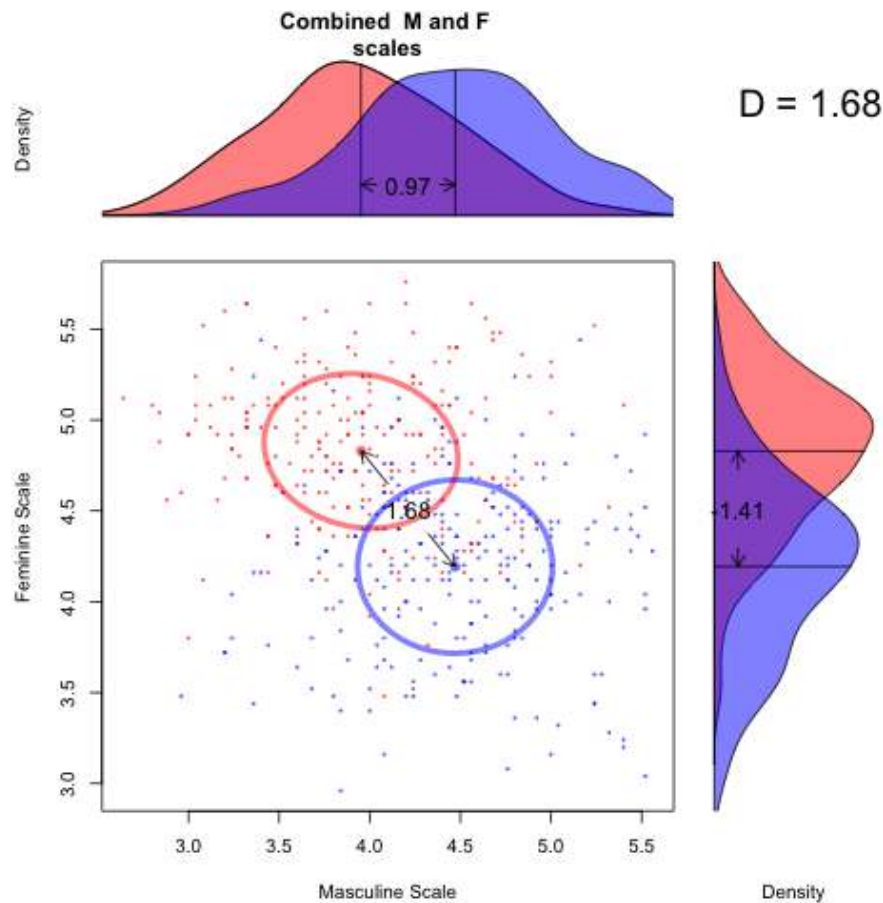 Combined M and F
scales
D = 1.68
Density
0.97
5.5
5.0
4.5
4.0
3.5
3.0
Feminine Scale
1.68
-1.41
3.0 3.5 4.0 4.5 5.0 5.5
Masculine Scale
Density